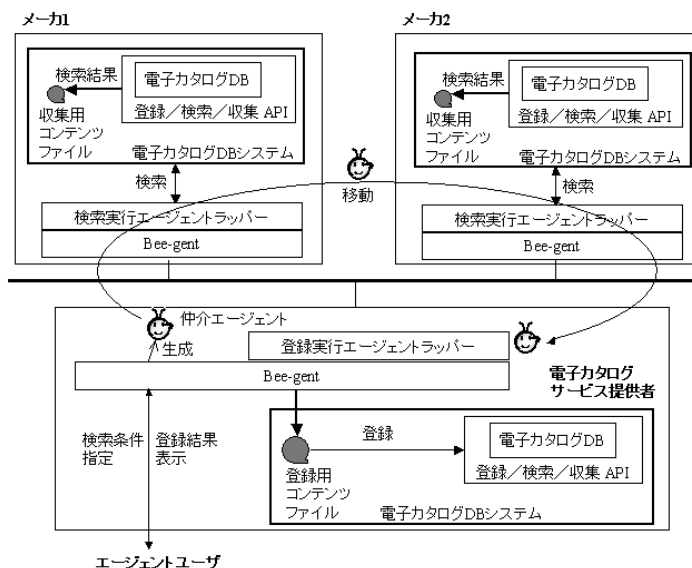 メーカ1
検索結果
電子カタログDB
登録／検索／収集 API
収集用
コンテンツ
ファイル
電子カタログDBシステム
検索
検索実行エージェントラッパー
Bee-gent
メーカ2
検索結果
電子カタログDB
登録／検索／収集 API
収集用
コンテンツ
ファイル
電子カタログDBシステム
検索
検索実行エージェントラッパー
Bee-gent
移動
仲介エージェント
生成
登録実行エージェントラッパー
Bee-gent
電子カタログ
サービス提供者
検索条件
指定
登録結果
表示
登録
電子カタログDB
登録／検索／収集 API
登録用
コンテンツ
ファイル
電子カタログDBシステム
エージェントユーザ